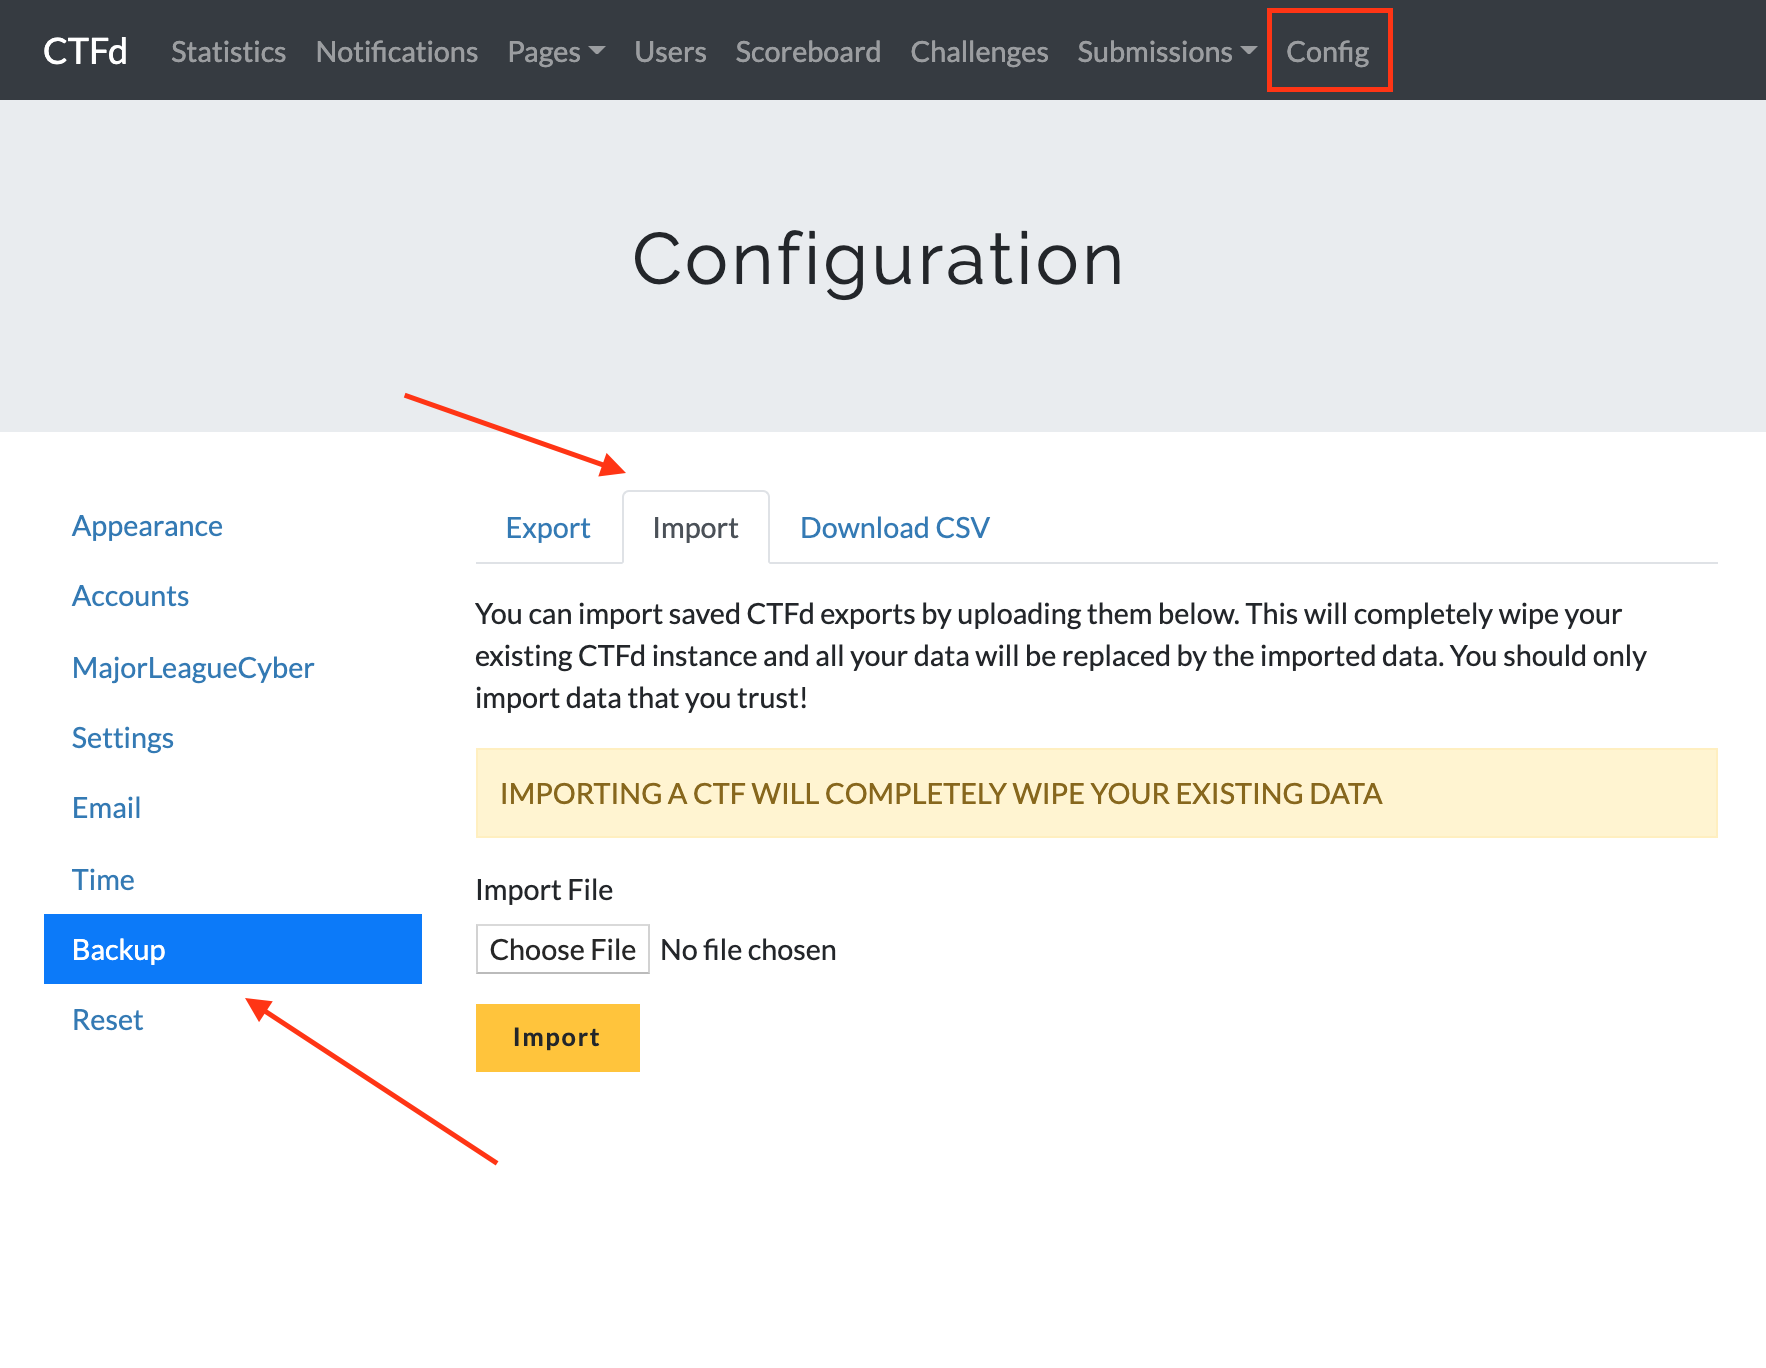 CTFd Statistics Notifications Pages Users Scoreboard Challenges Submissions Config
Configuration
Appearance
Accounts
MajorLeagueCyber
Settings
Email
Time
Backup
Reset
Export Import Download CSV
You can import saved CTFd exports by uploading them below. This will completely wipe your
existing CTFd instance and all your data will be replaced by the imported data. You should only
import data that you trust!
IMPORTING A CTF WILL COMPLETELY WIPE YOUR EXISTING DATA
Import File
Choose File No file chosen
Import